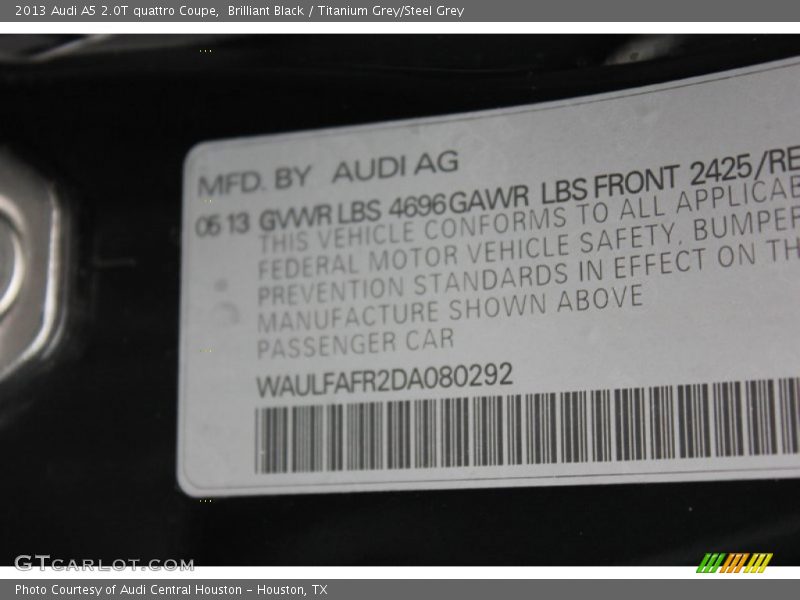 2013 Audi A5 2.0T quattro Coupe,  Brilliant Black / Titanium Grey/Steel Grey
MFD. BY AUDI AG
05 13 GVWR LBS 4696 GAWR LBS FRONT 2425/RE
THIS VEHICLE CONFORMS TO ALL APPLICAB
FEDERAL MOTOR VEHICLE SAFETY, BUMPER
PREVENTION STANDARDS IN EFFECT ON TH
MANUFACTURE SHOWN ABOVE
PASSENGER CAR
WAULFAFR2DA080292
GTCARLOT.COM
Photo Courtesy of Audi Central Houston - Houston, TX